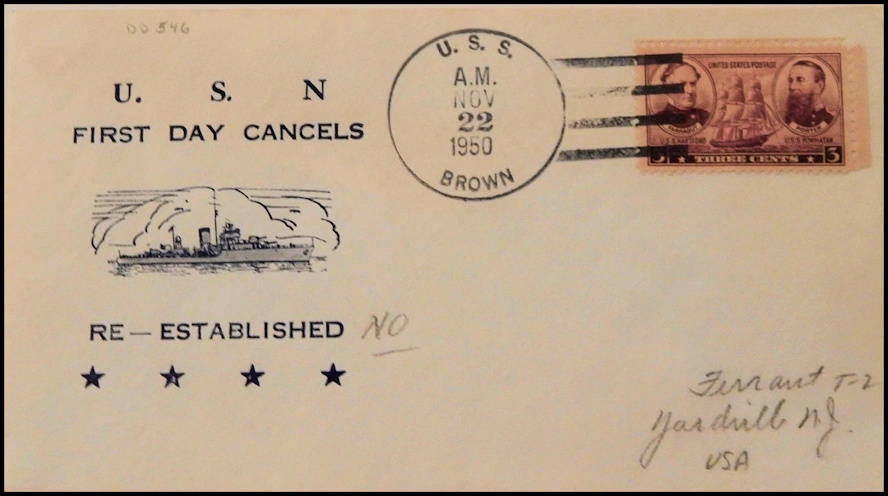 DD 546
U. S. N
FIRST DAY CANCELS
RE — ESTABLISHED NO
U. S. S.
A.M.
NOV
22
1950
BROWN
UNITED STATES POSTAGE
FARRAGUT
PORTER
U.S.S. HARTFORD
U.S.S. POWHATAN
3 THREE CENTS 3
Ferrant T-2
Yardville N.J.
USA